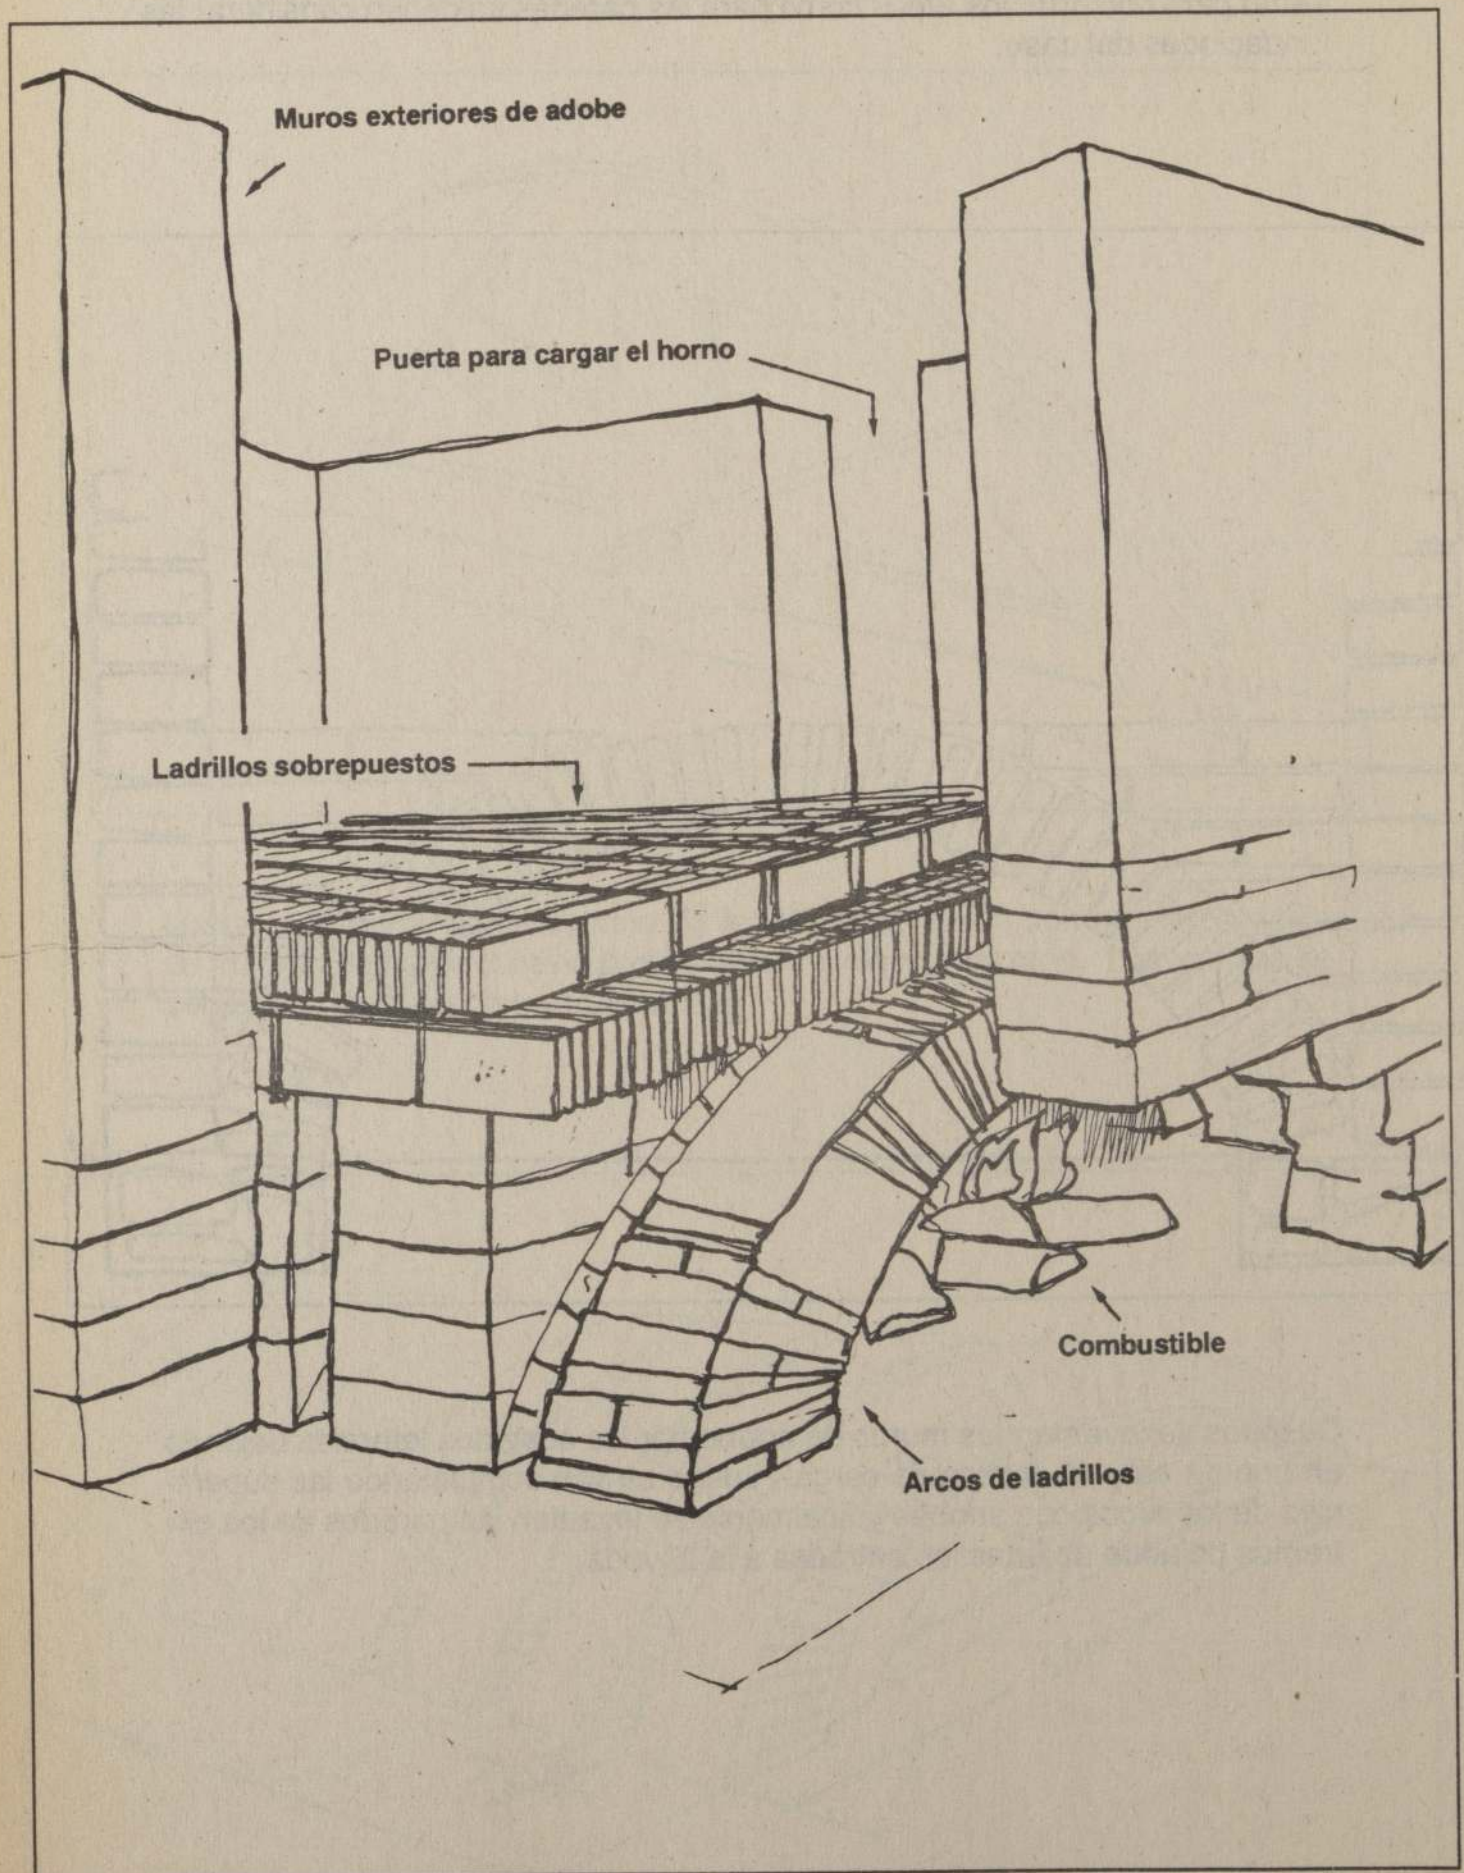 Muros exteriores de adobe
Puerta para cargar el horno
Ladrillos sobrepuestos
Combustible
Arcos de ladrillos